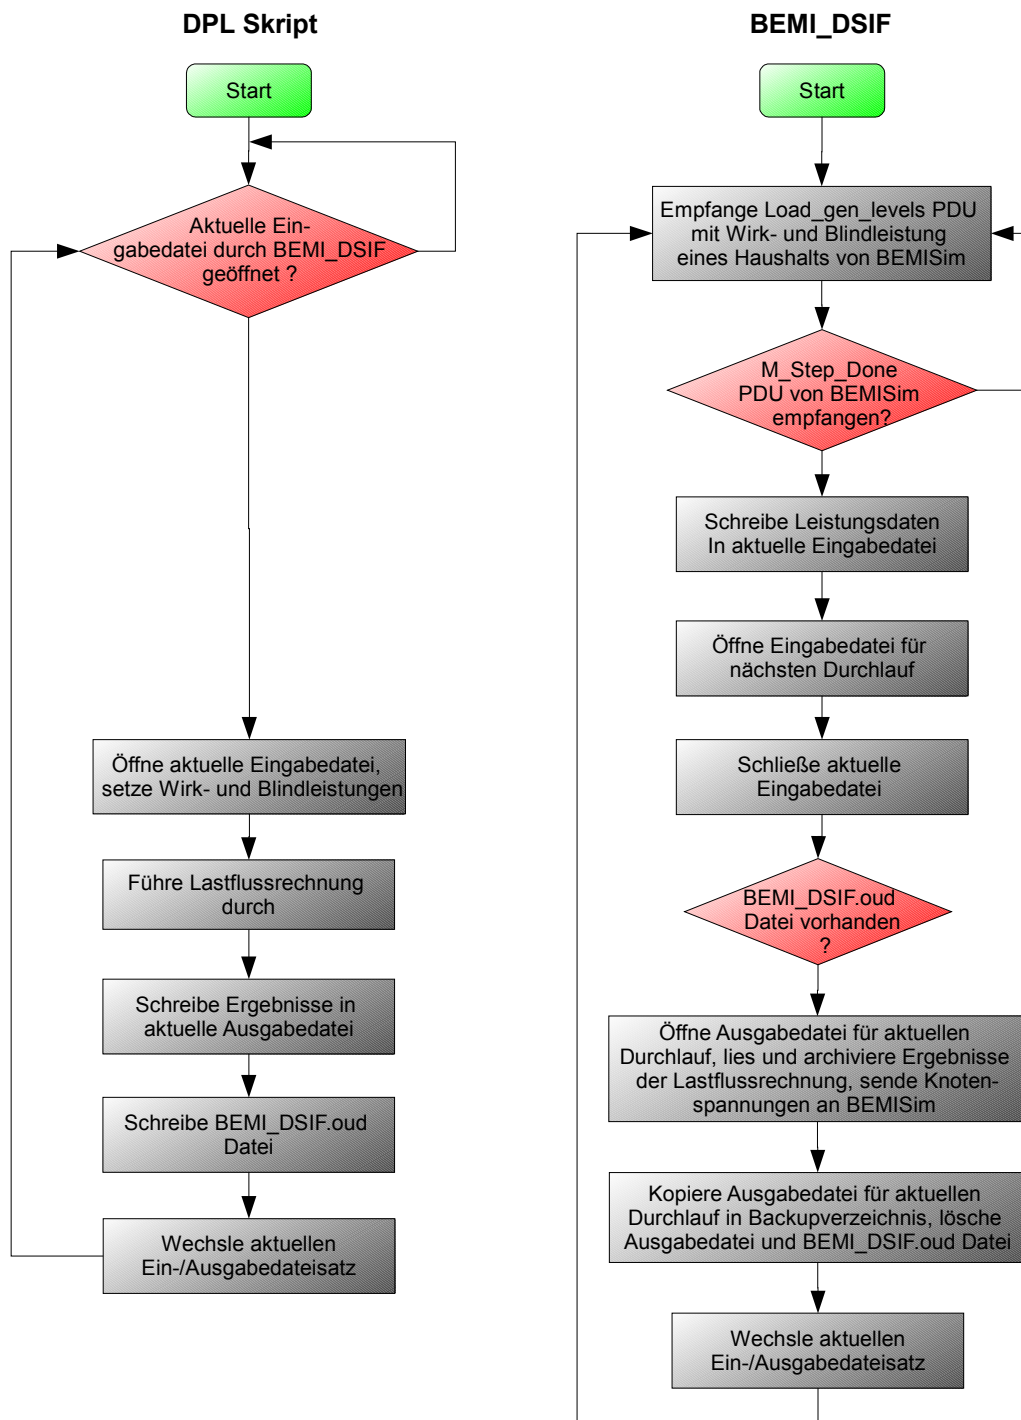 DPL Skript
Start
Aktuelle Ein-
gabedatei durch BEMI_DSIF
geöffnet ?
Öffne aktuelle Eingabedatei,
setze Wirk- und Blindleistungen
Führe Lastflussrechnung
durch
Schreibe Ergebnisse in
aktuelle Ausgabedatei
Schreibe BEMI_DSIF.oud
Datei
Wechsle aktuellen
Ein-/Ausgabedateisatz
BEMI_DSIF
Start
Empfange Load_gen_levels PDU
mit Wirk- und Blindleistung
eines Haushalts von BEMISim
M_Step_Done
PDU von BEMISim
empfangen?
Schreibe Leistungsdaten
In aktuelle Eingabedatei
Öffne Eingabedatei für
nächsten Durchlauf
Schließe aktuelle
Eingabedatei
BEMI_DSIF.oud
Datei vorhanden
?
Öffne Ausgabedatei für aktuellen
Durchlauf, lies und archiviere Ergebnisse
der Lastflussrechnung, sende Knoten-
spannungen an BEMISim
Kopiere Ausgabedatei für aktuellen
Durchlauf in Backupverzeichnis, lösche
Ausgabedatei und BEMI_DSIF.oud Datei
Wechsle aktuellen
Ein-/Ausgabedateisatz